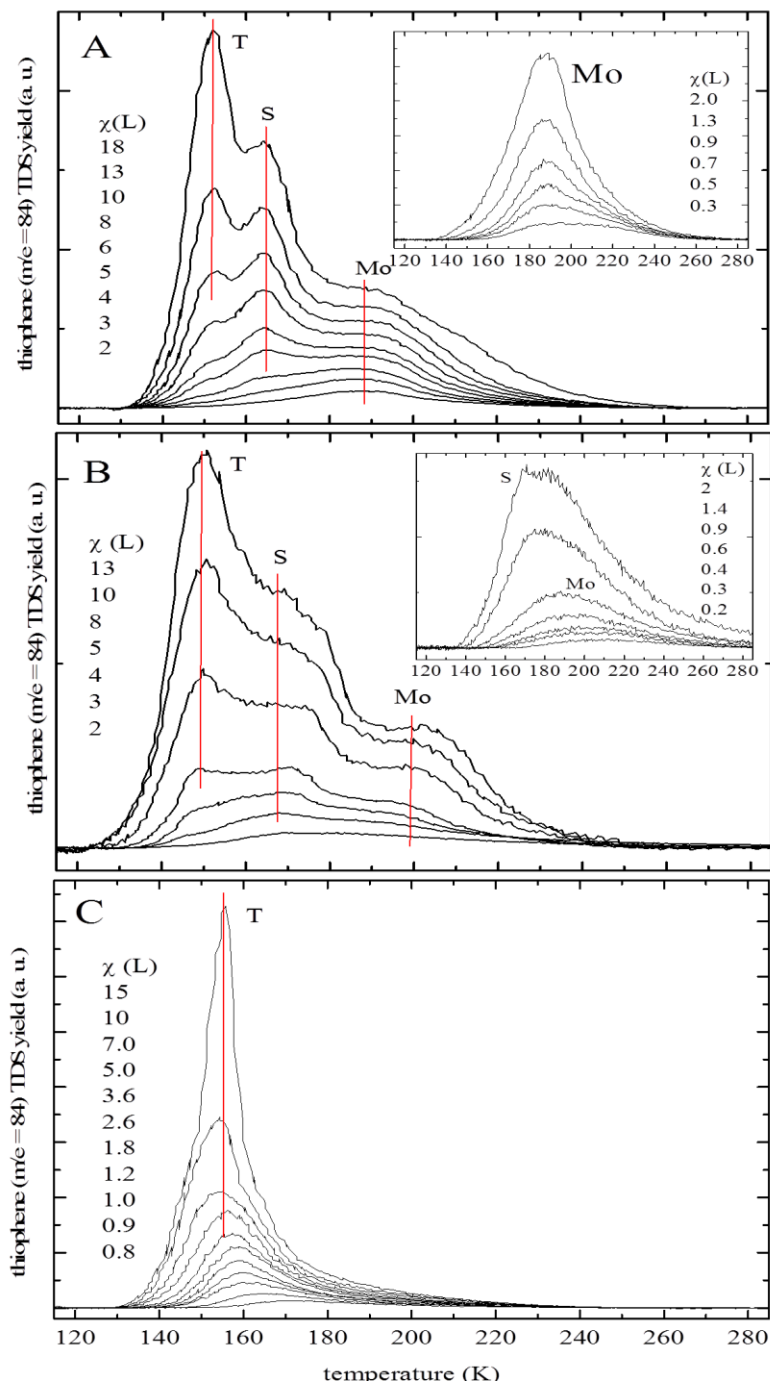 A
T
S
Mo
χ(L)
18
13
10
8
6
5
4
3
2
thiophene (m/e = 84) TDS yield (a. u.)
Mo
χ(L)
2.0
1.3
0.9
0.7
0.5
0.3
120 140 160 180 200 220 240 260 280
B
T
S
Mo
χ (L)
13
10
8
5
4
3
2
thiophene (m/e = 84) TDS yield (a. u.)
S
Mo
χ (L)
2
1.4
0.9
0.6
0.4
0.3
0.2
120 140 160 180 200 220 240 260 280
C
T
χ (L)
15
10
7.0
5.0
3.6
2.6
1.8
1.2
1.0
0.9
0.8
thiophene (m/e = 84) TDS yield (a. u.)
120 140 160 180 200 220 240 260 280
temperature (K)